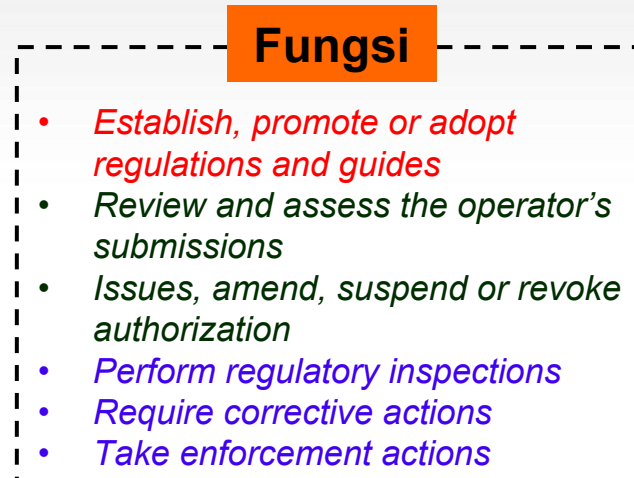 Fungsi
• Establish, promote or adopt
regulations and guides
• Review and assess the operator’s
submissions
• Issues, amend, suspend or revoke
authorization
• Perform regulatory inspections
• Require corrective actions
• Take enforcement actions